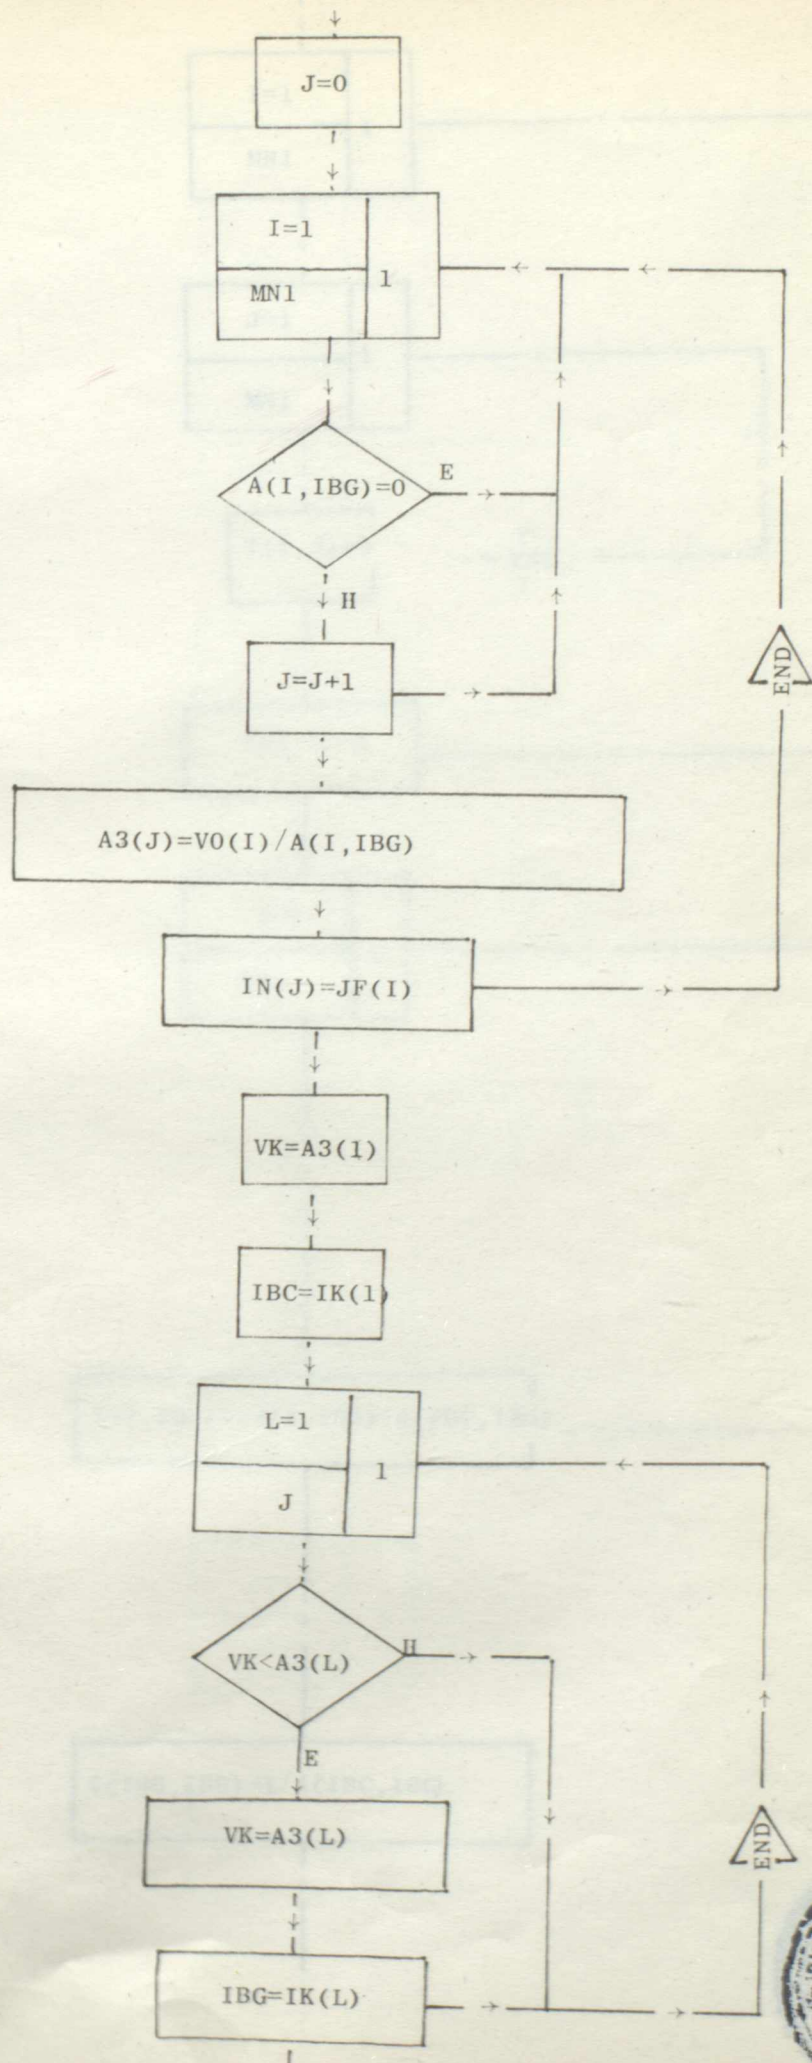 J=0
I=1
MN1
1
A(I,IBG)=0
E
H
J=J+1
END
A3(J)=V0(I)/A(I,IBG)
IN(J)=JF(I)
VK=A3(1)
IBC=IK(1)
L=1
J
1
VK<A3(L)
H
E
VK=A3(L)
END
IBG=IK(L)